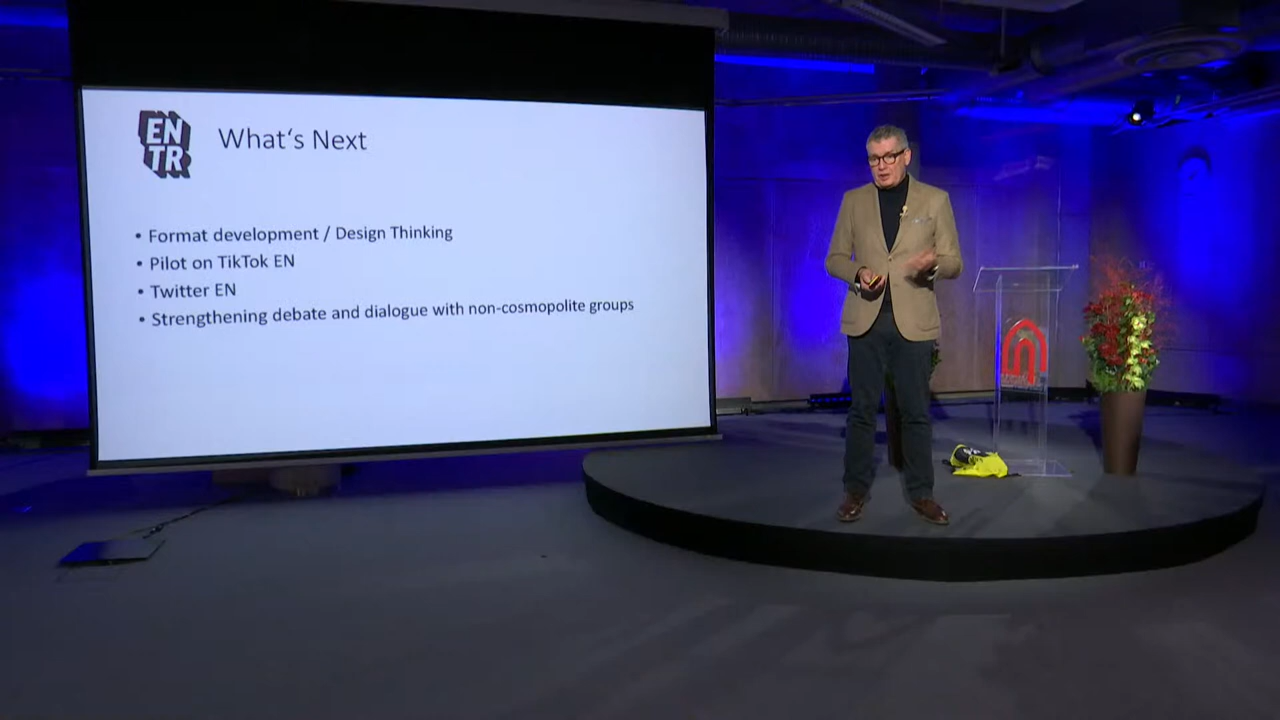 EN
TR
What‘s Next
• Format development / Design Thinking
• Pilot on TikTok EN
• Twitter EN
• Strengthening debate and dialogue with non-cosmopolite groups